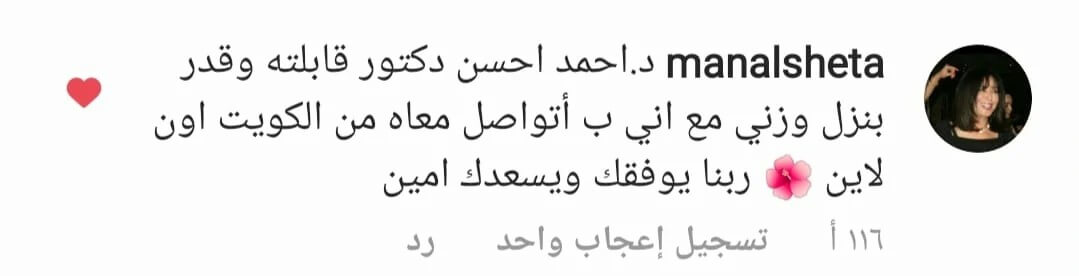 manalsheta د.احمد احسن دكتور قابلته وقدر
بنزل وزني مع اني ب أتواصل معاه من الكويت اون
لاين 🌺 ربنا يوفقك ويسعدك امين
١١٦ أ تسجيل إعجاب واحد رد